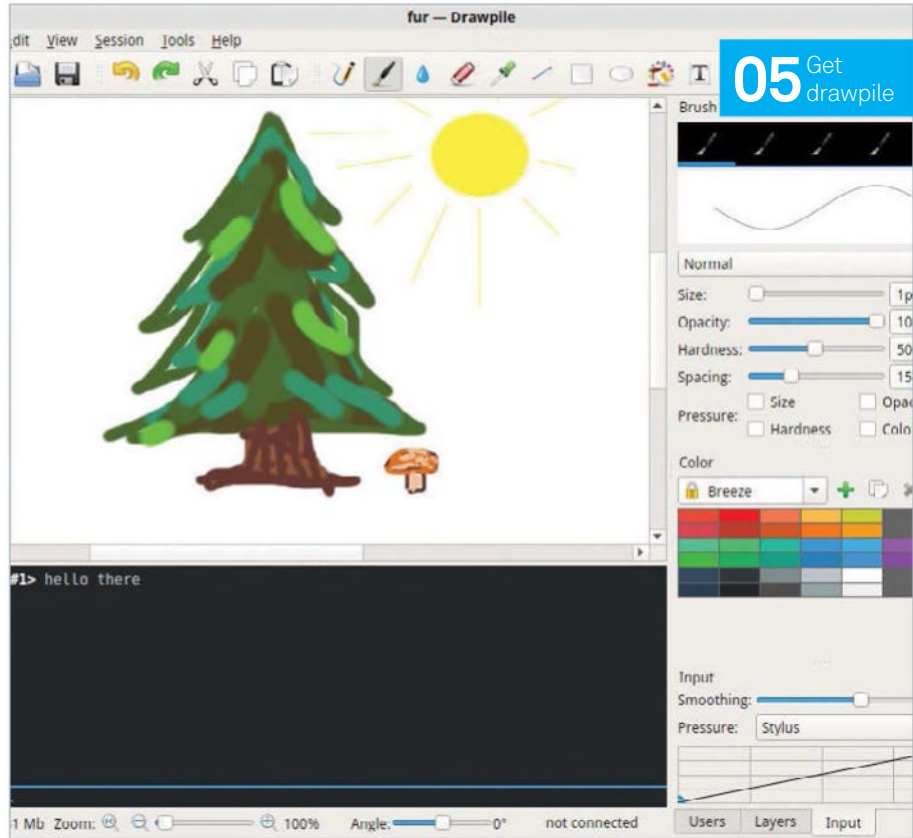 fur — Drawpile
dit View Session Tools Help
T
05 Get drawpile
Brush
Normal
Size: 1p
Opacity: 10
Hardness: 50
Spacing: 15
Pressure: Size Opac
Hardness Colo
Color
Breeze
#1> hello there
Input
Smoothing:
Pressure: Stylus
1 Mb Zoom: 100% Angle: 0° not connected
Users Layers Input